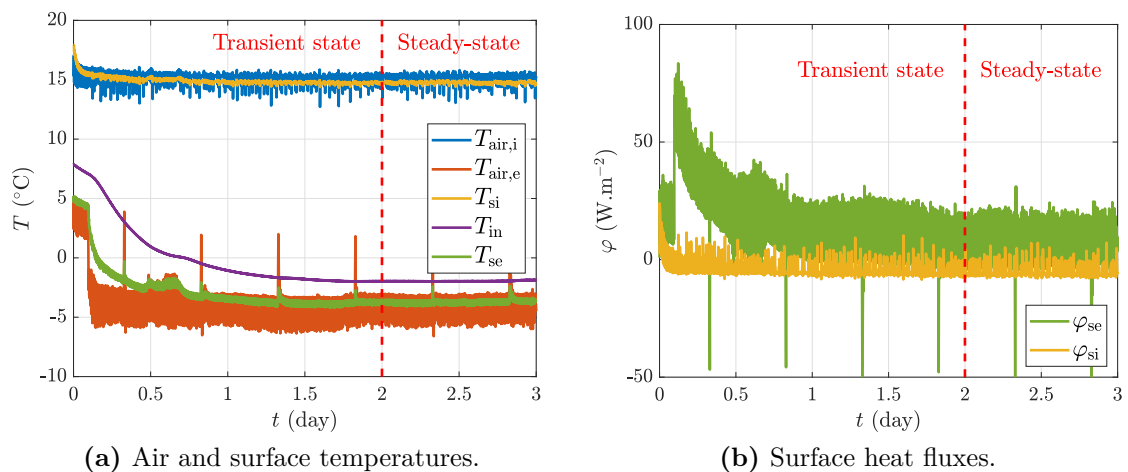 20
15
10
5
0
-5
-10
T (°C)
0
0.5
1
1.5
2
2.5
3
t (day)
Transient state
Steady-state
T_air,i
T_air,e
T_si
T_in
T_se
(a) Air and surface temperatures.
100
50
0
-50
φ (W.m⁻²)
0
0.5
1
1.5
2
2.5
3
t (day)
Transient state
Steady-state
φ_se
φ_si
(b) Surface heat fluxes.